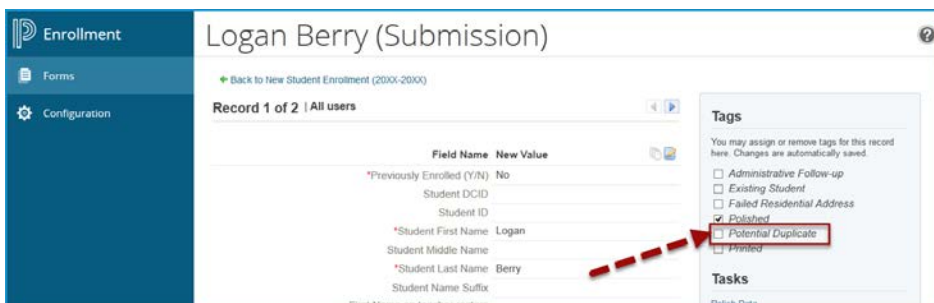 Enrollment
Forms
Configuration
Logan Berry (Submission)
Back to New Student Enrollment (20XX-20XX)
Record 1 of 2 | All users
Field Name New Value
*Previously Enrolled (Y/N) No
Student DCID
Student ID
*Student First Name Logan
Student Middle Name
*Student Last Name Berry
Student Name Suffix
Tags
You may assign or remove tags for this record
here. Changes are automatically saved.
Administrative Follow-up
Existing Student
Failed Residential Address
Polished
Potential Duplicate
Printed
Tasks